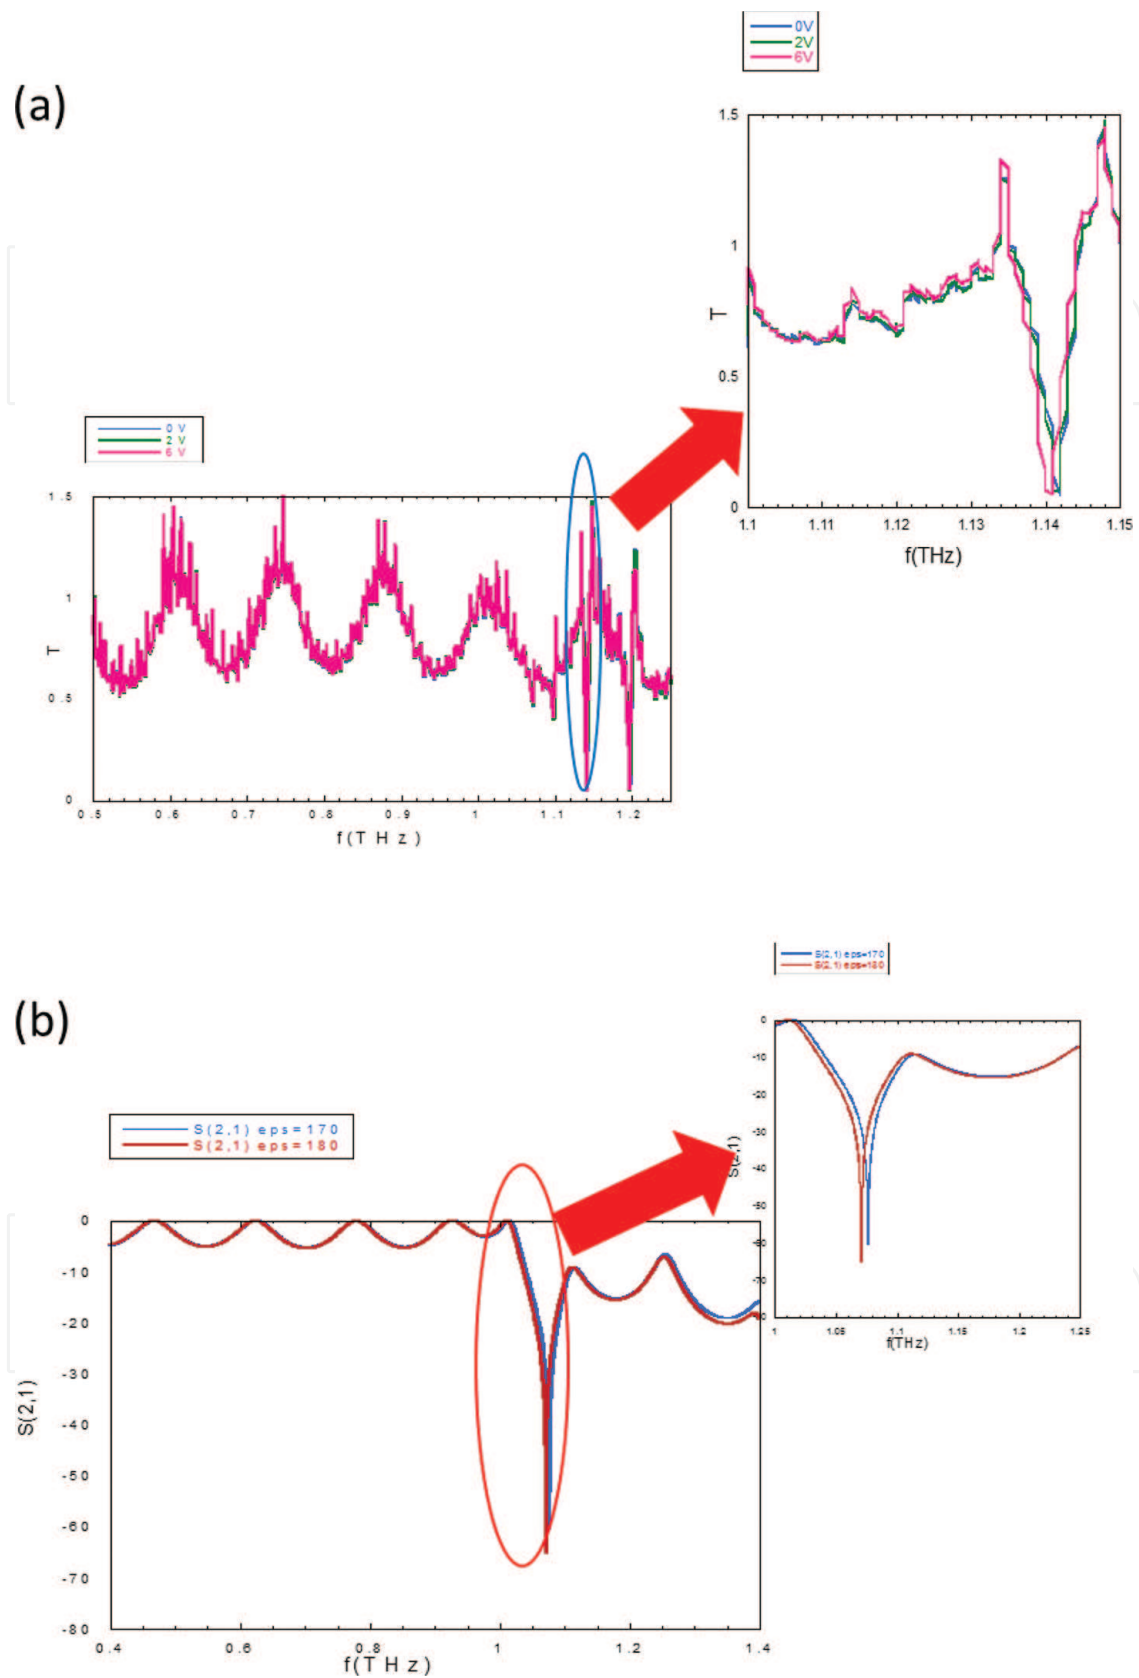 0V
2V
6V
(a)
1.5
1
0.5
0
T
1.1
1.11
1.12
1.13
1.14
1.15
f(THz)
0 V
2 V
6 V
1.5
1
0.5
0
T
0.5
0.6
0.7
0.8
0.9
1
1.1
1.2
f(THz)
S(2,1) eps=170
S(2,1) eps=180
(b)
0
-10
-20
-30
-40
-50
-60
-70
-80
S(2,1)
1
1.05
1.1
1.15
1.2
1.25
f(THz)
S(2,1) eps=170
S(2,1) eps=180
0
-10
-20
-30
-40
-50
-60
-70
-80
S(2,1)
0.4
0.6
0.8
1
1.2
1.4
f(THz)